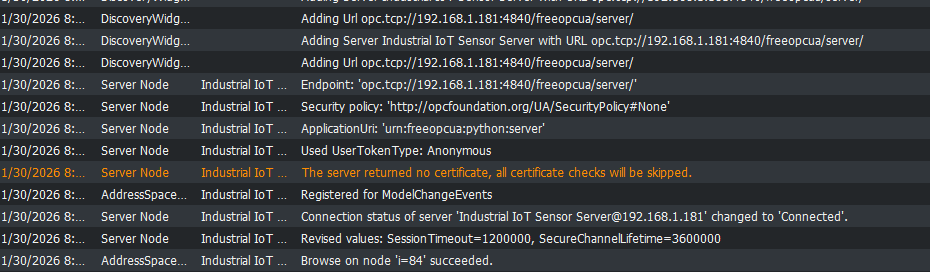 1/30/2026 8:... DiscoveryWidg... Adding Url opc.tcp://192.168.1.181:4840/freeopcua/server/
1/30/2026 8:... DiscoveryWidg... Adding Server Industrial IoT Sensor Server with URL opc.tcp://192.168.1.181:4840/freeopcua/server/
1/30/2026 8:... DiscoveryWidg... Adding Url opc.tcp://192.168.1.181:4840/freeopcua/server/
1/30/2026 8:... Server Node Industrial IoT ... Endpoint: 'opc.tcp://192.168.1.181:4840/freeopcua/server/'
1/30/2026 8:... Server Node Industrial IoT ... Security policy: 'http://opcfoundation.org/UA/SecurityPolicy#None'
1/30/2026 8:... Server Node Industrial IoT ... ApplicationUri: 'urn:freeopcua:python:server'
1/30/2026 8:... Server Node Industrial IoT ... Used UserTokenType: Anonymous
1/30/2026 8:... Server Node Industrial IoT ... The server returned no certificate, all certificate checks will be skipped.
1/30/2026 8:... AddressSpace... Industrial IoT ... Registered for ModelChangeEvents
1/30/2026 8:... Server Node Industrial IoT ... Connection status of server 'Industrial IoT Sensor Server@192.168.1.181' changed to 'Connected'.
1/30/2026 8:... Server Node Industrial IoT ... Revised values: SessionTimeout=1200000, SecureChannelLifetime=3600000
1/30/2026 8:... AddressSpace... Industrial IoT ... Browse on node 'i=84' succeeded.